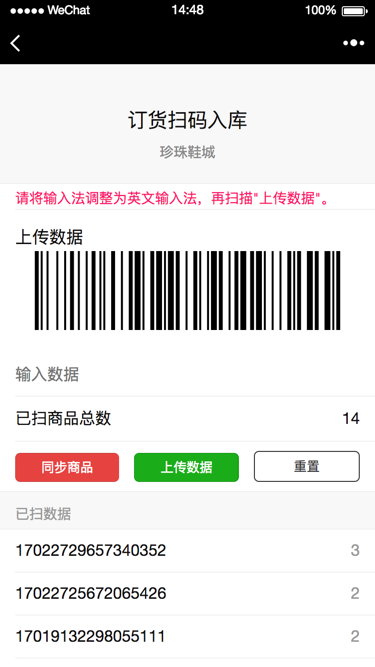 ●●●●● WeChat 14:48 100%
订货扫码入库
珍珠鞋城
请将输入法调整为英文输入法，再扫描"上传数据"。
上传数据
输入数据
已扫商品总数 14
同步商品 上传数据 重置
已扫数据
17022729657340352 3
17022725672065426 2
17019132298055111 2